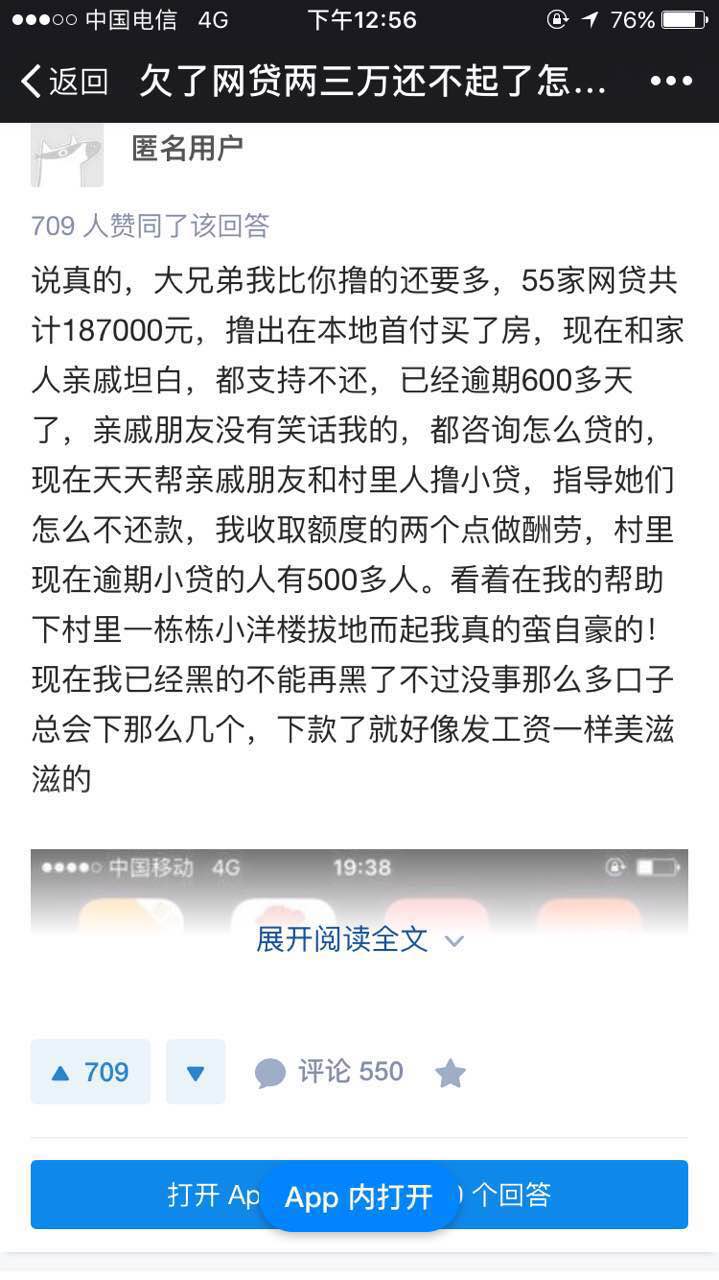 中国电信 4G 下午12:56 76%
返回 欠了网贷两三万还不起了怎...
匿名用户
709 人赞同了该回答
说真的，大兄弟我比你撸的还要多，55家网贷共
计187000元，撸出在本地首付买了房，现在和家
人亲戚坦白，都支持不还，已经逾期600多天
了，亲戚朋友没有笑话我的，都咨询怎么贷的，
现在天天帮亲戚朋友和村里人撸小贷，指导她们
怎么不还款，我收取额度的两个点做酬劳，村里
现在逾期小贷的人有500多人。看着在我的帮助
下村里一栋栋小洋楼拔地而起我真的蛮自豪的！
现在我已经黑的不能再黑了不过没事那么多口子
总会下那么几个，下款了就好像发工资一样美滋
滋的
中国移动 4G 19:38
展开阅读全文
709 评论 550
打开 Ap
App 内打开
个回答